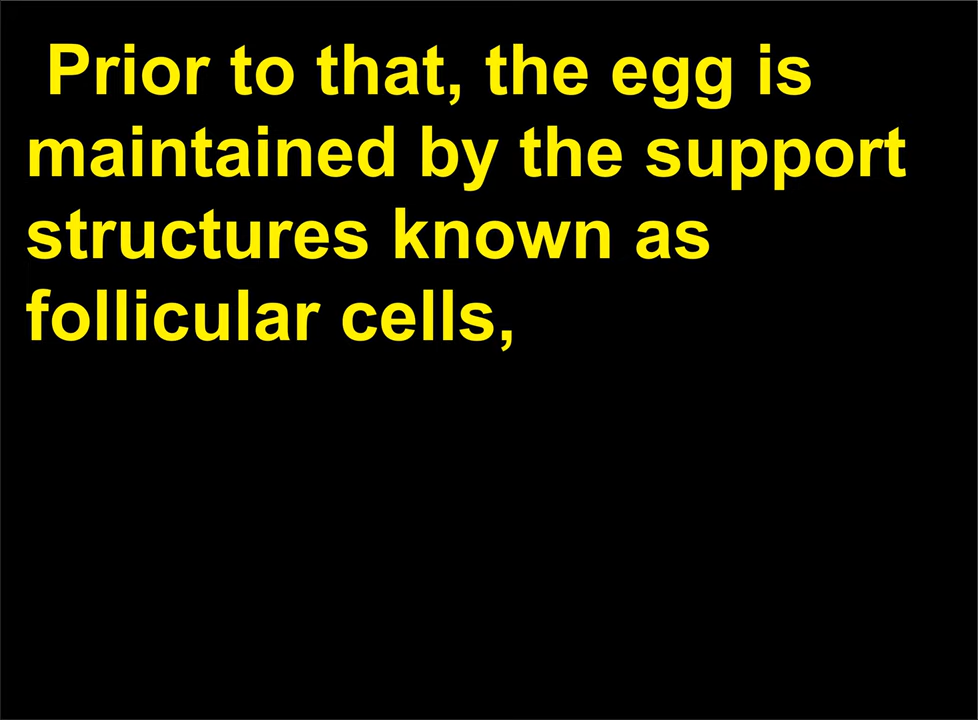 Prior to that, the egg is
maintained by the support
structures known as
follicular cells,